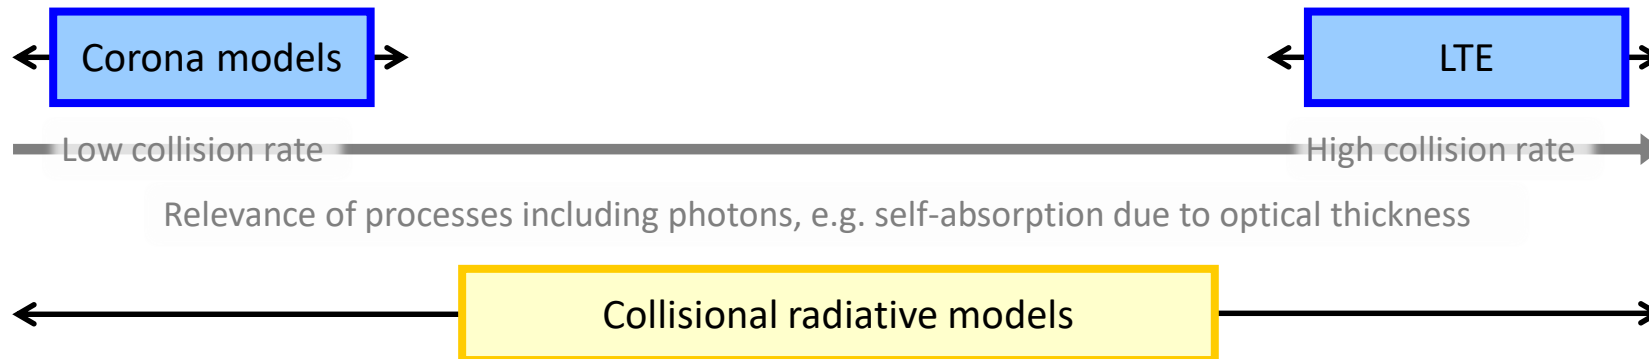 Corona models
LTE
Low collision rate
High collision rate
Relevance of processes including photons, e.g. self-absorption due to optical thickness
Collisional radiative models